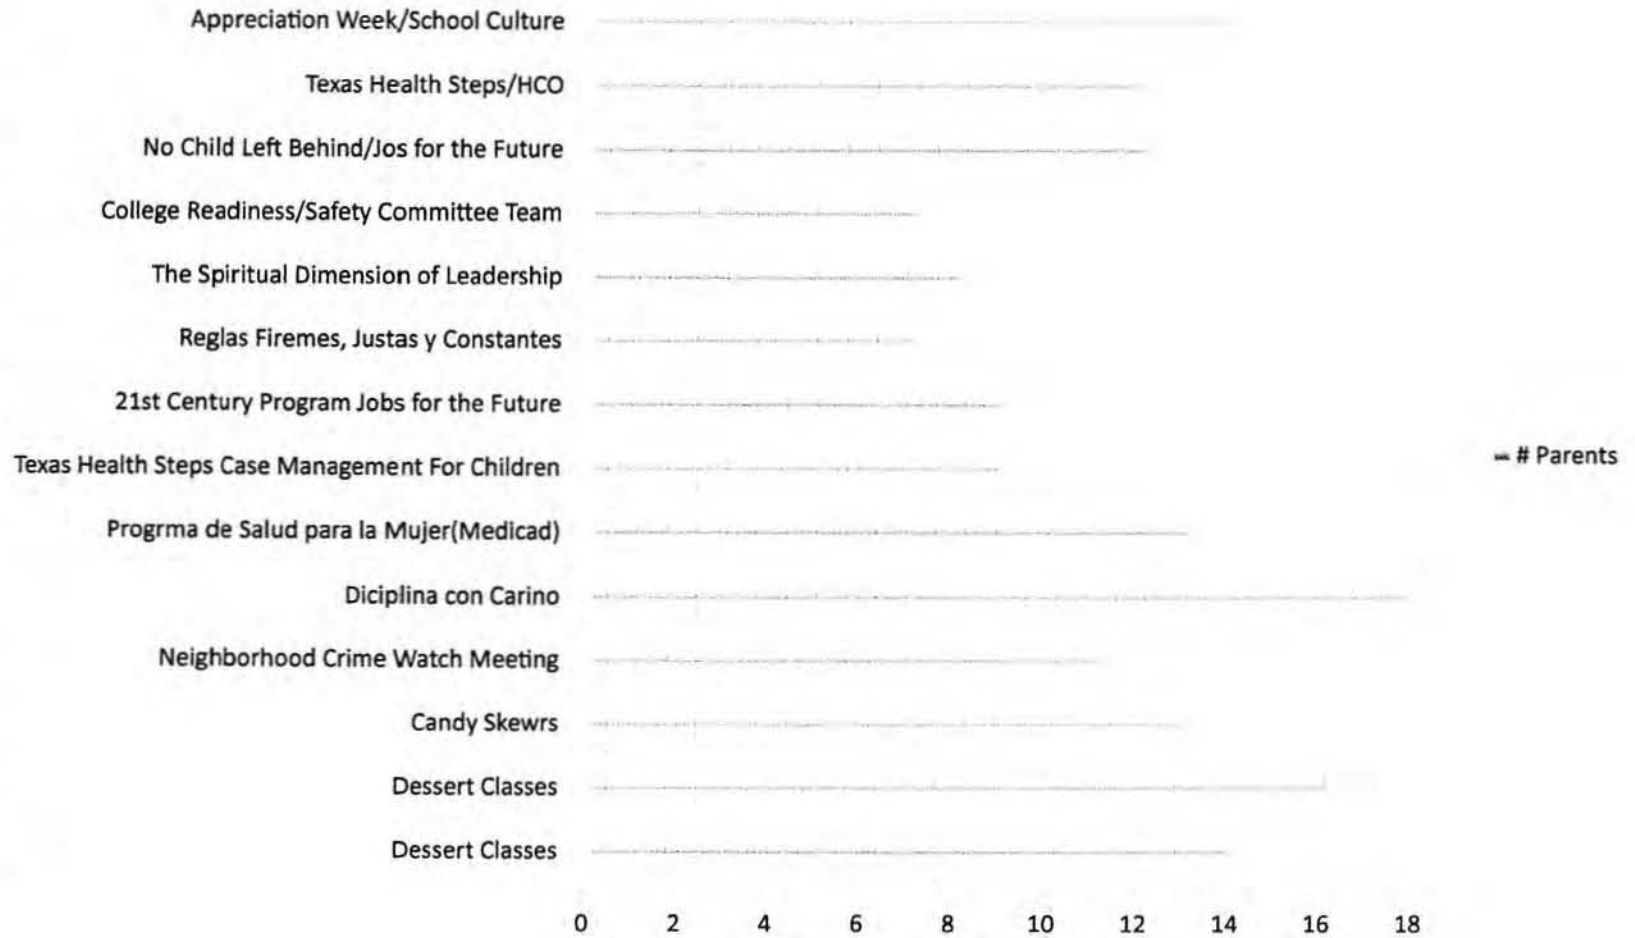 Appreciation Week/School Culture
Texas Health Steps/HCO
No Child Left Behind/Jos for the Future
College Readiness/Safety Committee Team
The Spiritual Dimension of Leadership
Reglas Firemes, Justas y Constantes
21st Century Program Jobs for the Future
Texas Health Steps Case Management For Children
# Parents
Progrma de Salud para la Mujer(Medicad)
Diciplina con Carino
Neighborhood Crime Watch Meeting
Candy Skewrs
Dessert Classes
Dessert Classes
0 2 4 6 8 10 12 14 16 18